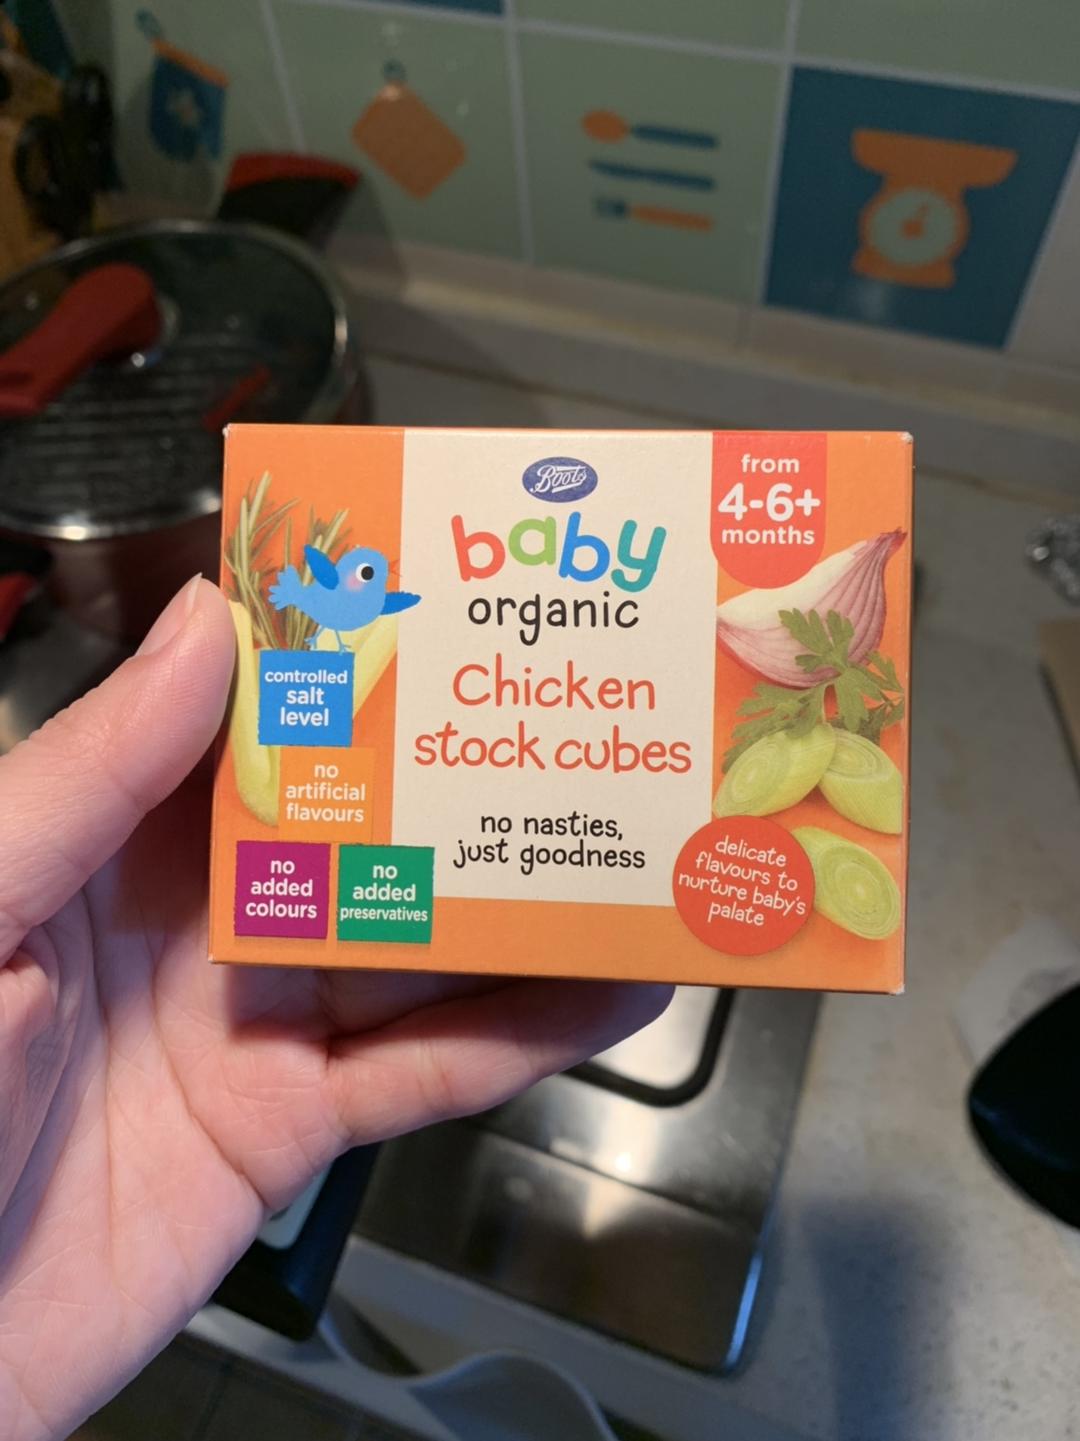 Boots
baby
organic
Chicken
stock cubes
no nasties,
just goodness
from
4-6+
months
controlled
salt
level
no
artificial
flavours
no
added
colours
no
added
preservatives
delicate
flavours to
nurture baby's
palate